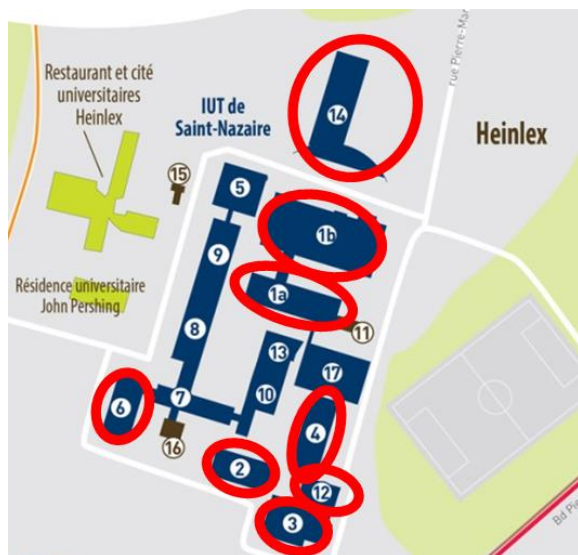 rue Pierre-Mar
Restaurant et cité
universitaires
Heinlex
IUT de
Saint-Nazaire
14
Heinlex
15
5
1b
9
Résidence universitaire
John Pershing
1a
11
8
13
17
6
7
10
4
16
2
12
3
Bd Pie